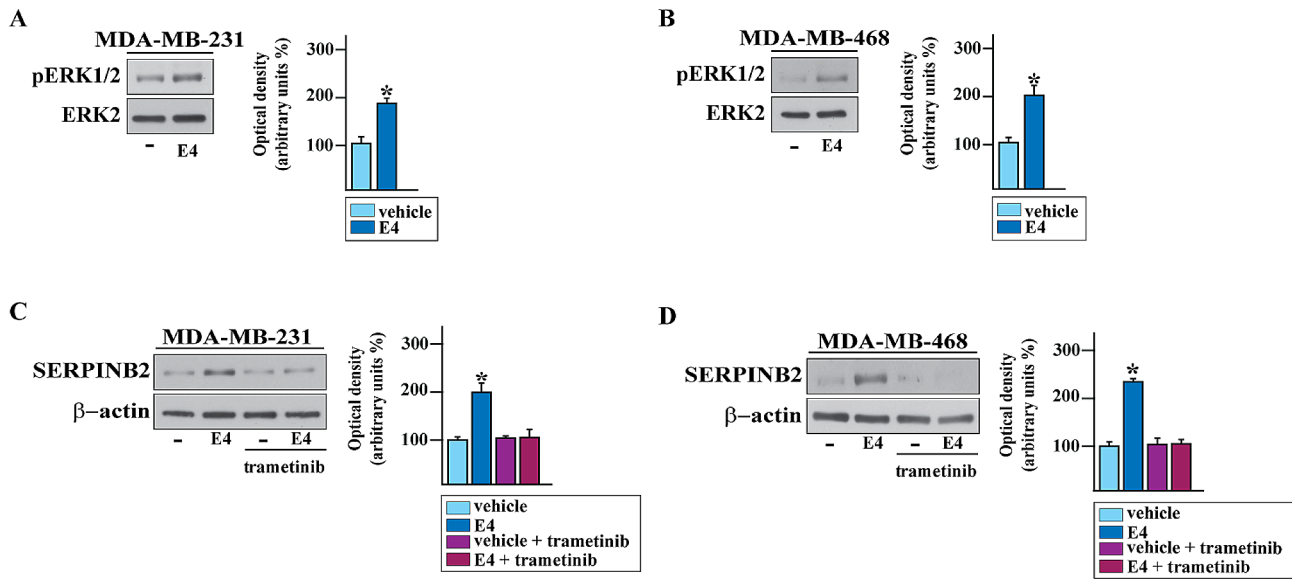 A
MDA-MB-231
pERK1/2
ERK2
– E4
Optical density
(arbitrary units %)
300
200
100
*
vehicle
E4
B
MDA-MB-468
pERK1/2
ERK2
– E4
Optical density
(arbitrary units %)
300
200
100
*
vehicle
E4
C
MDA-MB-231
SERPINB2
β–actin
– E4 – E4
trametinib
Optical density
(arbitrary units %)
300
200
100
*
vehicle
E4
vehicle + trametinib
E4 + trametinib
D
MDA-MB-468
SERPINB2
β–actin
– E4 – E4
trametinib
Optical density
(arbitrary units %)
300
200
100
*
vehicle
E4
vehicle + trametinib
E4 + trametinib